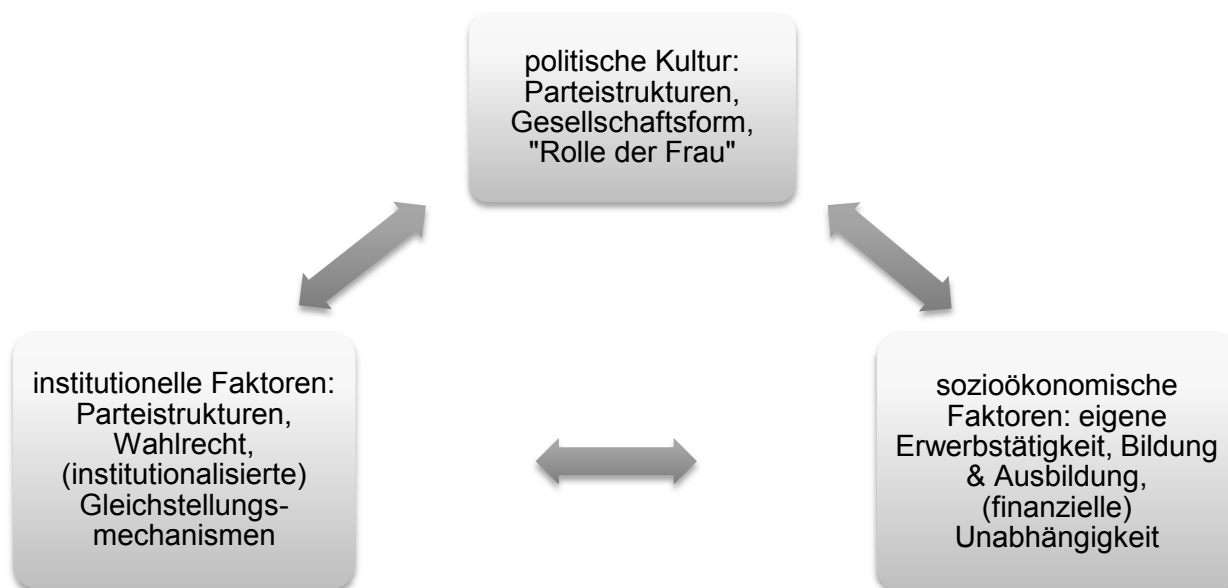 politische Kultur:
Parteistrukturen,
Gesellschaftsform,
"Rolle der Frau"
institutionelle Faktoren:
Parteistrukturen,
Wahlrecht,
(institutionalisierte)
Gleichstellungs-
mechanismen
sozioökonomische
Faktoren: eigene
Erwerbstätigkeit, Bildung
& Ausbildung,
(finanzielle)
Unabhängigkeit